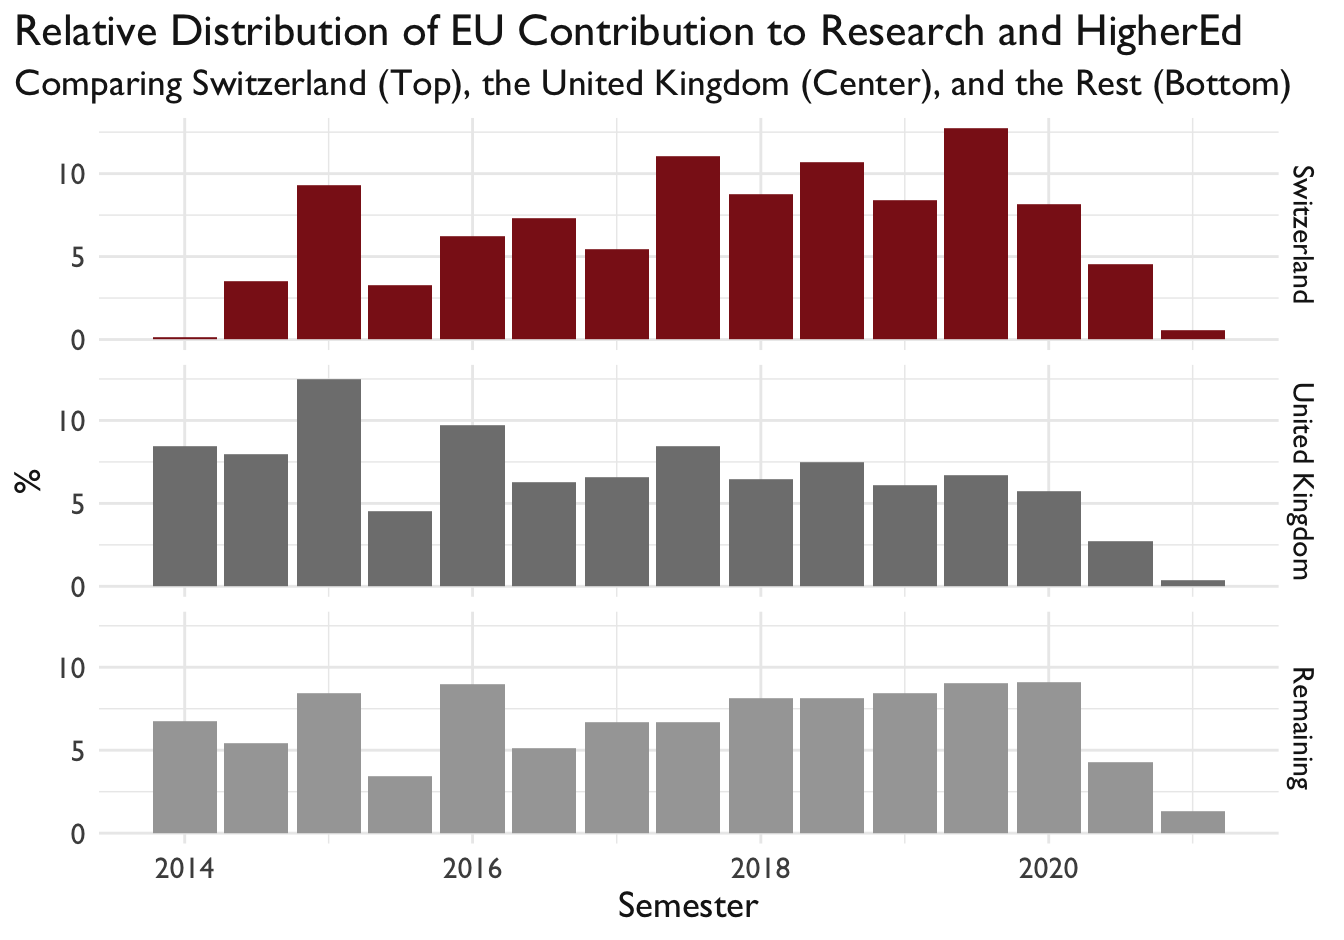 Relative Distribution of EU Contribution to Research and HigherEd
Comparing Switzerland (Top), the United Kingdom (Center), and the Rest (Bottom)
10
5
0
Switzerland
10
5
0
United Kingdom
%
10
5
0
Remaining
2014 2016 2018 2020
Semester